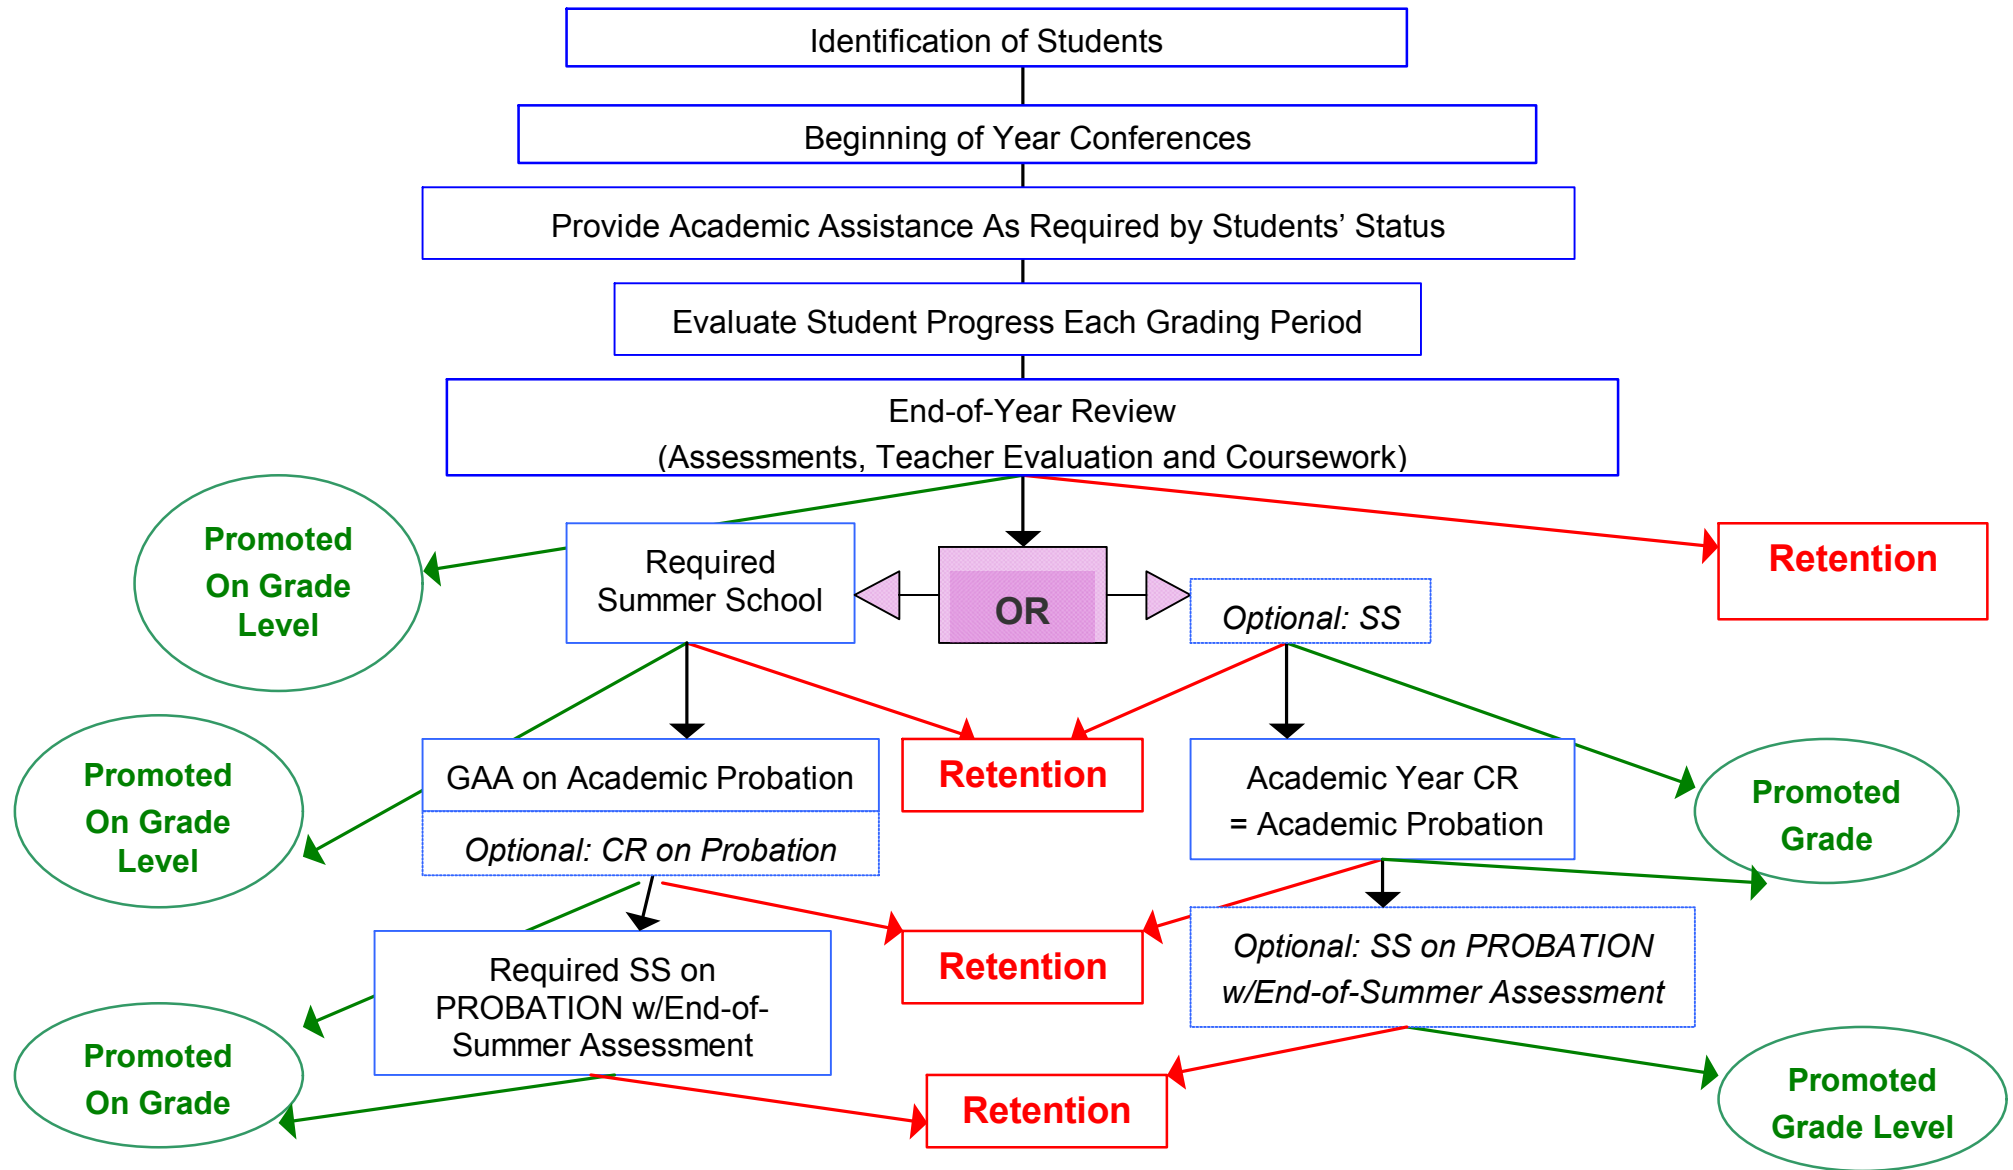 Identification of Students
Beginning of Year Conferences
Provide Academic Assistance As Required by Students’ Status
Evaluate Student Progress Each Grading Period
End-of-Year Review
(Assessments, Teacher Evaluation and Coursework)
Promoted
On Grade
Level
Required
Summer School
OR
Optional: SS
Retention
Promoted
On Grade
Level
GAA on Academic Probation
Optional: CR on Probation
Retention
Academic Year CR
= Academic Probation
Promoted
Grade
Promoted
On Grade
Required SS on
PROBATION w/End-of-
Summer Assessment
Retention
Optional: SS on PROBATION
w/End-of-Summer Assessment
Retention
Promoted
Grade Level